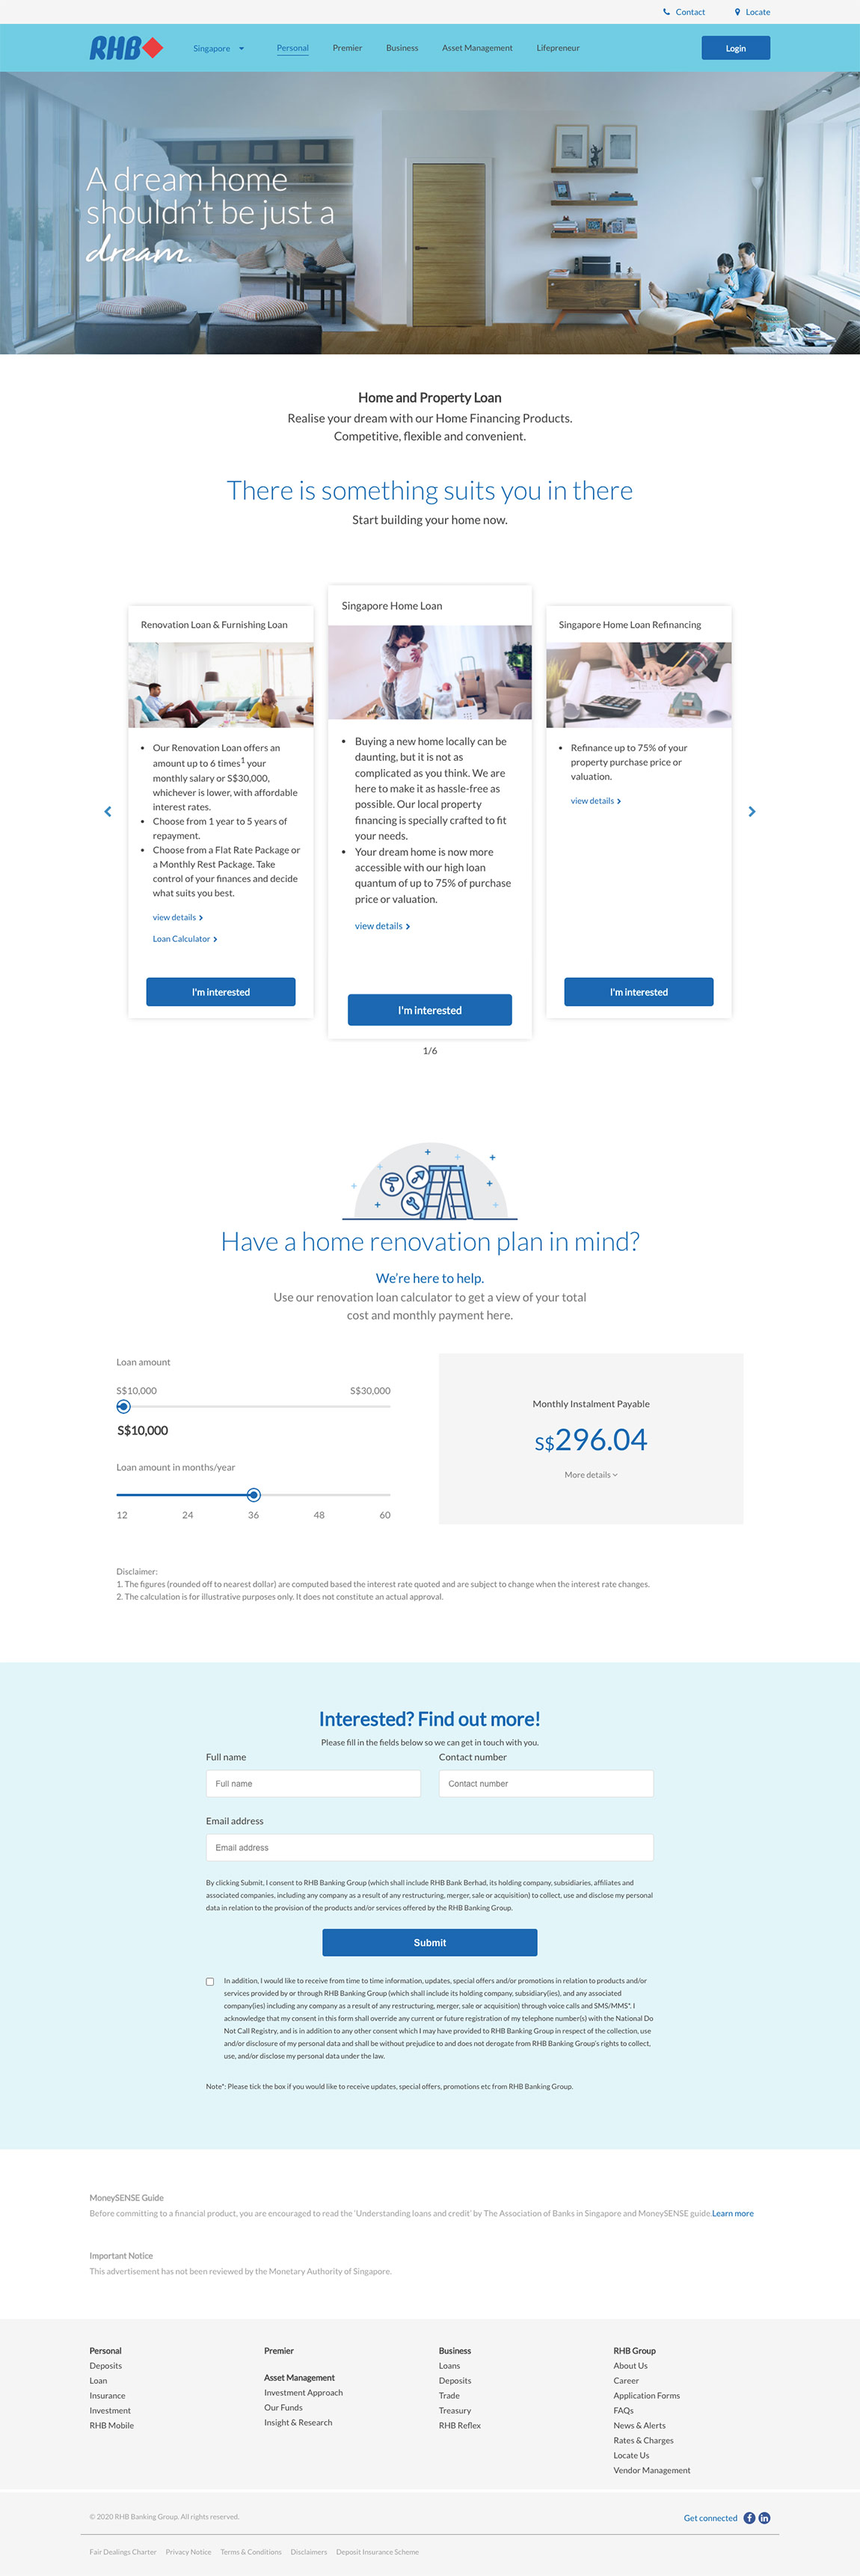 Contact Locate
RHB Singapore Personal Premier Business Asset Management Lifepreneur Login
A dream home
shouldn't be just a
dream.
Home and Property Loan
Realise your dream with our Home Financing Products.
Competitive, flexible and convenient.
There is something suits you in there
Start building your home now.
Renovation Loan & Furnishing Loan
• Our Renovation Loan offers an
amount up to 6 times1 your
monthly salary or S$30,000,
whichever is lower, with affordable
interest rates.
• Choose from 1 year to 5 years of
repayment.
• Choose from a Flat Rate Package or
a Monthly Rest Package. Take
control of your finances and decide
what suits you best.
view details
Loan Calculator
I'm interested
Singapore Home Loan
• Buying a new home locally can be
daunting, but it is not as
complicated as you think. We are
here to make it as hassle-free as
possible. Our local property
financing is specially crafted to fit
your needs.
• Your dream home is now more
accessible with our high loan
quantum of up to 75% of purchase
price or valuation.
view details
I'm interested
Singapore Home Loan Refinancing
• Refinance up to 75% of your
property purchase price or
valuation.
view details
I'm interested
1/6
Have a home renovation plan in mind?
We're here to help.
Use our renovation loan calculator to get a view of your total
cost and monthly payment here.
Loan amount
S$10,000 S$30,000
S$10,000
Loan amount in months/year
12 24 36 48 60
Monthly Instalment Payable
S$296.04
More details
Disclaimer:
1. The figures (rounded off to nearest dollar) are computed based the interest rate quoted and are subject to change when the interest rate changes.
2. The calculation is for illustrative purposes only. It does not constitute an actual approval.
Interested? Find out more!
Please fill in the fields below so we can get in touch with you.
Full name Contact number
Full name Contact number
Email address
Email address
By clicking Submit, I consent to RHB Banking Group (which shall include RHB Bank Berhad, its holding company, subsidiaries, affiliates and
associated companies, including any company as a result of any restructuring, merger, sale or acquisition) to collect, use and disclose my personal
data in relation to the provision of the products and/or services offered by the RHB Banking Group.
Submit
In addition, I would like to receive from time to time information, updates, special offers and/or promotions in relation to products and/or
services provided by or through RHB Banking Group (which shall include its holding company, subsidiary(ies), and any associated
company(ies) including any company as a result of any restructuring, merger, sale or acquisition) through voice calls and SMS/MMS*. I
acknowledge that my consent in this form shall override any current or future registration of my telephone number(s) with the National Do
Not Call Registry, and is in addition to any other consent which I may have provided to RHB Banking Group in respect of the collection, use
and/or disclosure of my personal data and shall be without prejudice to and does not derogate from RHB Banking Group's rights to collect,
use, and/or disclose my personal data under the law.
Note*: Please tick the box if you would like to receive updates, special offers, promotions etc from RHB Banking Group.
MoneySENSE Guide
Before committing to a financial product, you are encouraged to read the 'Understanding loans and credit' by The Association of Banks in Singapore and MoneySENSE guide.Learn more
Important Notice
This advertisement has not been reviewed by the Monetary Authority of Singapore.
Personal
Deposits
Loan
Insurance
Investment
RHB Mobile
Premier
Asset Management
Investment Approach
Our Funds
Insight & Research
Business
Loans
Deposits
Trade
Treasury
RHB Reflex
RHB Group
About Us
Career
Application Forms
FAQs
News & Alerts
Rates & Charges
Locate Us
Vendor Management
© 2020 RHB Banking Group. All rights reserved. Get connected
Fair Dealings Charter Privacy Notice Terms & Conditions Disclaimers Deposit Insurance Scheme